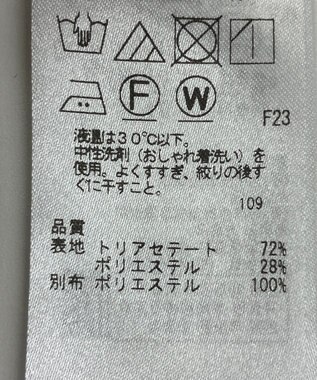 F W
F23
液温は30℃以下。
中性洗剤（おしゃれ着洗い）を
使用。よくすすぎ、絞りの後す
ぐに干すこと。
109
品質
表地 トリアセテート 72%
ポリエステル 28%
別布 ポリエステル 100%